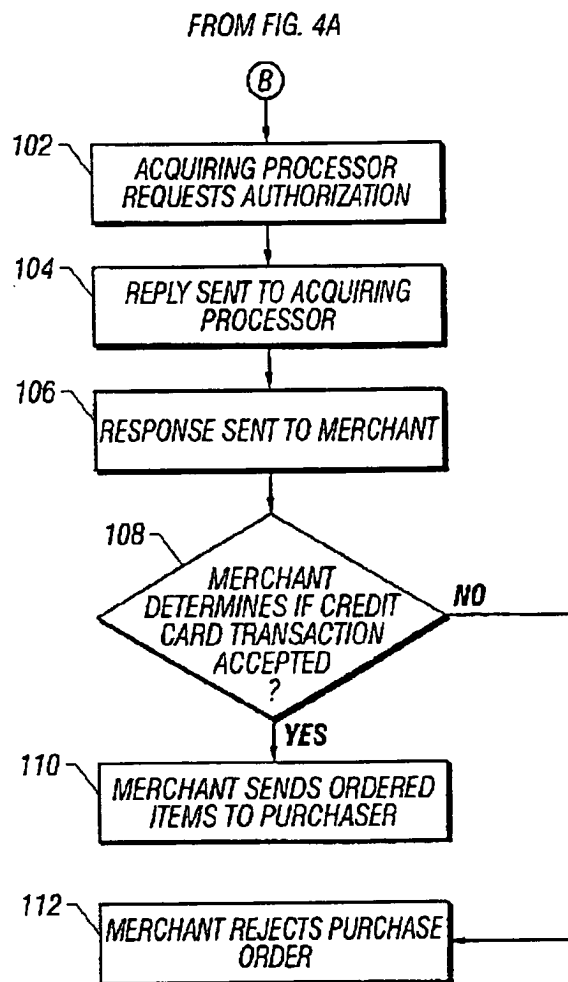 FROM FIG. 4A
B
102
ACQUIRING PROCESSOR
REQUESTS AUTHORIZATION
104
REPLY SENT TO ACQUIRING
PROCESSOR
106
RESPONSE SENT TO MERCHANT
108
MERCHANT
DETERMINES IF CREDIT
CARD TRANSACTION
ACCEPTED
?
NO
YES
110
MERCHANT SENDS ORDERED
ITEMS TO PURCHASER
112
MERCHANT REJECTS PURCHASE
ORDER